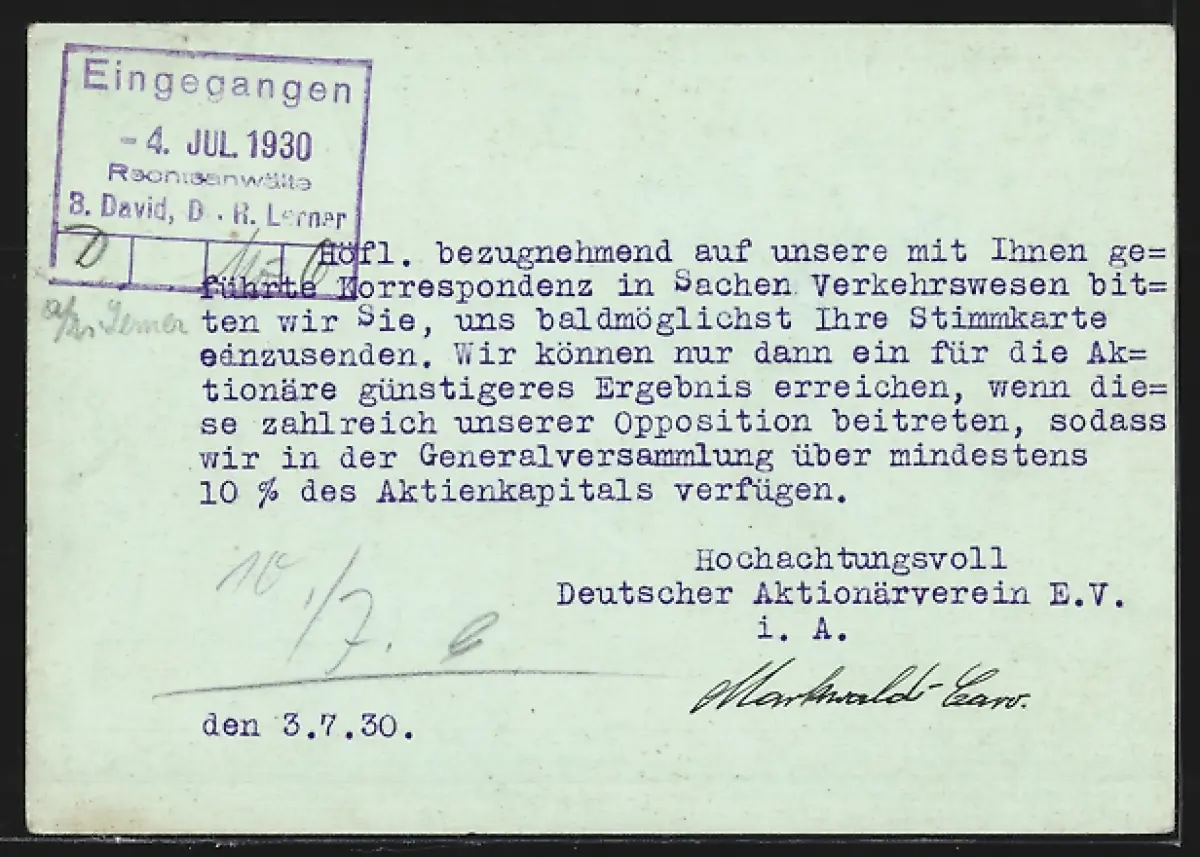 Eingegangen
- 4. JUL. 1930
Rechtsanwälte
B. David, D . R. Lerner
D
Höfl. bezugnehmend auf unsere mit Ihnen ge=
führte Korrespondenz in Sachen Verkehrswesen bit=
ten wir Sie, uns baldmöglichst Ihre Stimmkarte
einzusenden. Wir können nur dann ein für die Ak=
tionäre günstigeres Ergebnis erreichen, wenn die=
se zahlreich unserer Opposition beitreten, sodass
wir in der Generalversammlung über mindestens
10 % des Aktienkapitals verfügen.
Hochachtungsvoll
Deutscher Aktionärverein E.V.
i. A.
10./7.
Markwald
den 3.7.30.